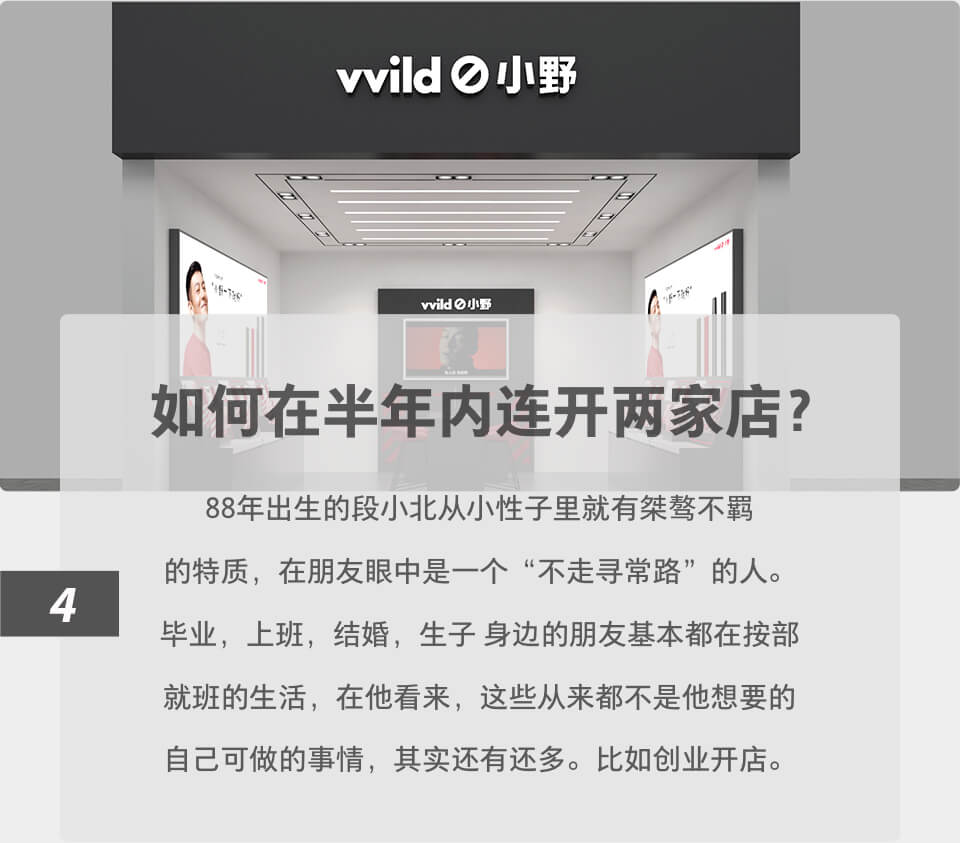 vvild 小野
vvild 小野
如何在半年内连开两家店?
88年出生的段小北从小性子里就有桀骜不羁
的特质，在朋友眼中是一个“不走寻常路”的人。
毕业，上班，结婚，生子 身边的朋友基本都在按部
就班的生活，在他看来，这些从来都不是他想要的
自己可做的事情，其实还有还多。比如创业开店。
4